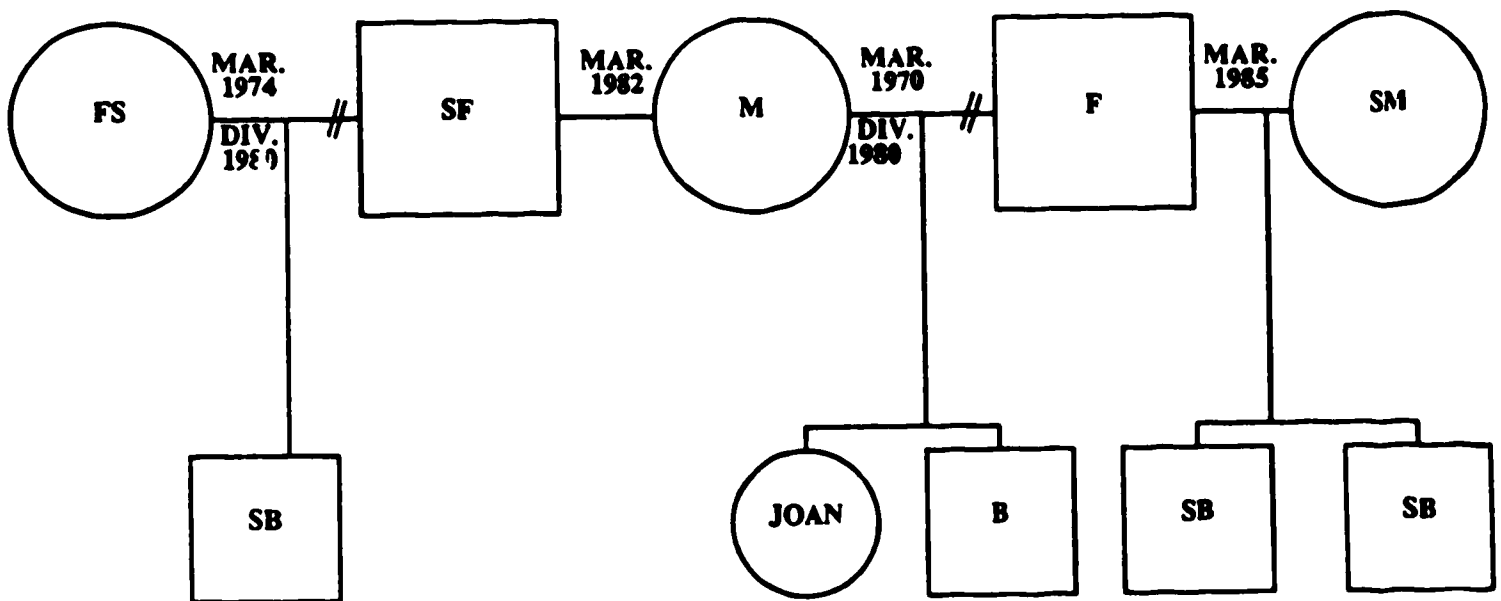 FS
MAR.
1974
DIV.
SF
MAR.
1982
M
MAR.
1970
DIV.
1980
F
MAR.
1985
SM
SB
JOAN
B
SB
SB